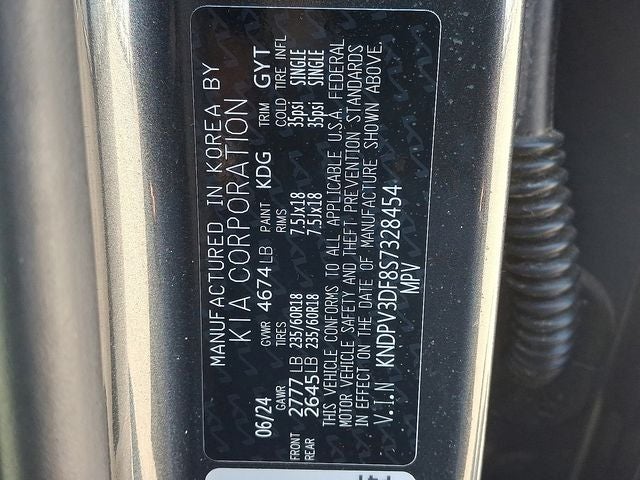 MANUFACTURED IN KOREA BY
KIA CORPORATION
06/24 GVWR 4674LB PAINT KDG TRIM GYT
GAWR TIRES RIMS COLD TIRE INFL
FRONT 2777LB 235/60R18 7.5Jx18 35psi SINGLE
REAR 2645LB 235/60R18 7.5Jx18 35psi SINGLE
THIS VEHICLE CONFORMS TO ALL APPLICABLE U.S.A. FEDERAL
MOTOR VEHICLE SAFETY AND THEFT PREVENTION STANDARDS
IN EFFECT ON THE DATE OF MANUFACTURE SHOWN ABOVE.
V.I.N KNDPV3DF8S7328454
MPV